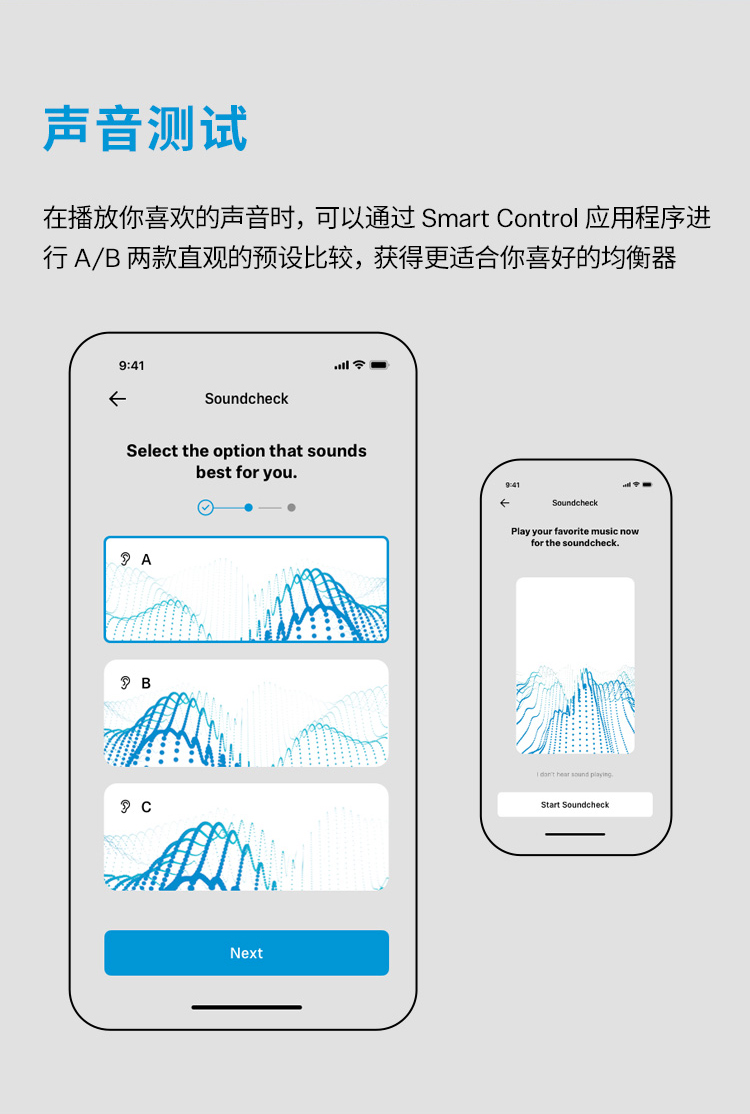 声音测试
在播放你喜欢的声音时，可以通过 Smart Control 应用程序进
行 A/B 两款直观的预设比较，获得更适合你喜好的均衡器
9:41
Soundcheck
Select the option that sounds
best for you.
A
B
C
Next
9:41
Soundcheck
Play your favorite music now
for the soundcheck.
I don't hear sound playing.
Start Soundcheck